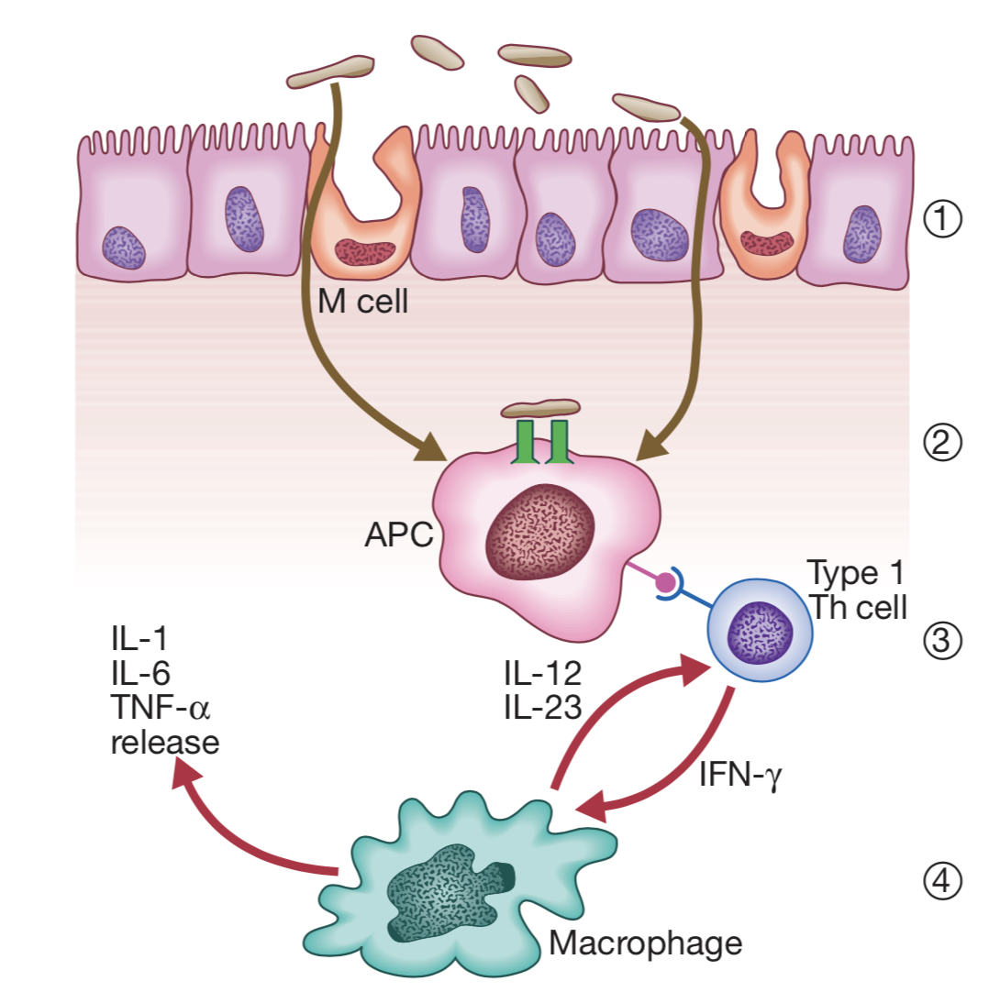 ①
M cell
②
APC
Type 1
Th cell
③
IL-1
IL-6
TNF-α
release
IL-12
IL-23
IFN-γ
④
Macrophage